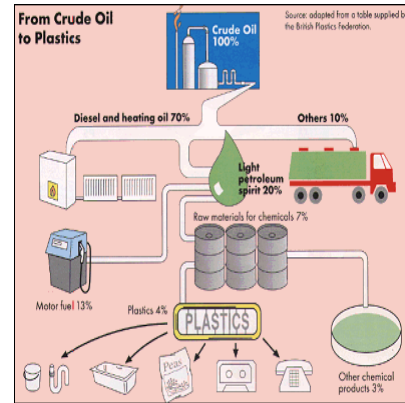 From Crude Oil
to Plastics
Crude Oil
100%
Source: adapted from a table supplied by
the British Plastics Federation.
Diesel and heating oil 70%
Others 10%
Light
petroleum
spirit 20%
Raw materials for chemicals 7%
Motor fuel 13%
Plastics 4%
PLASTICS
Peas
Other chemical
products 3%